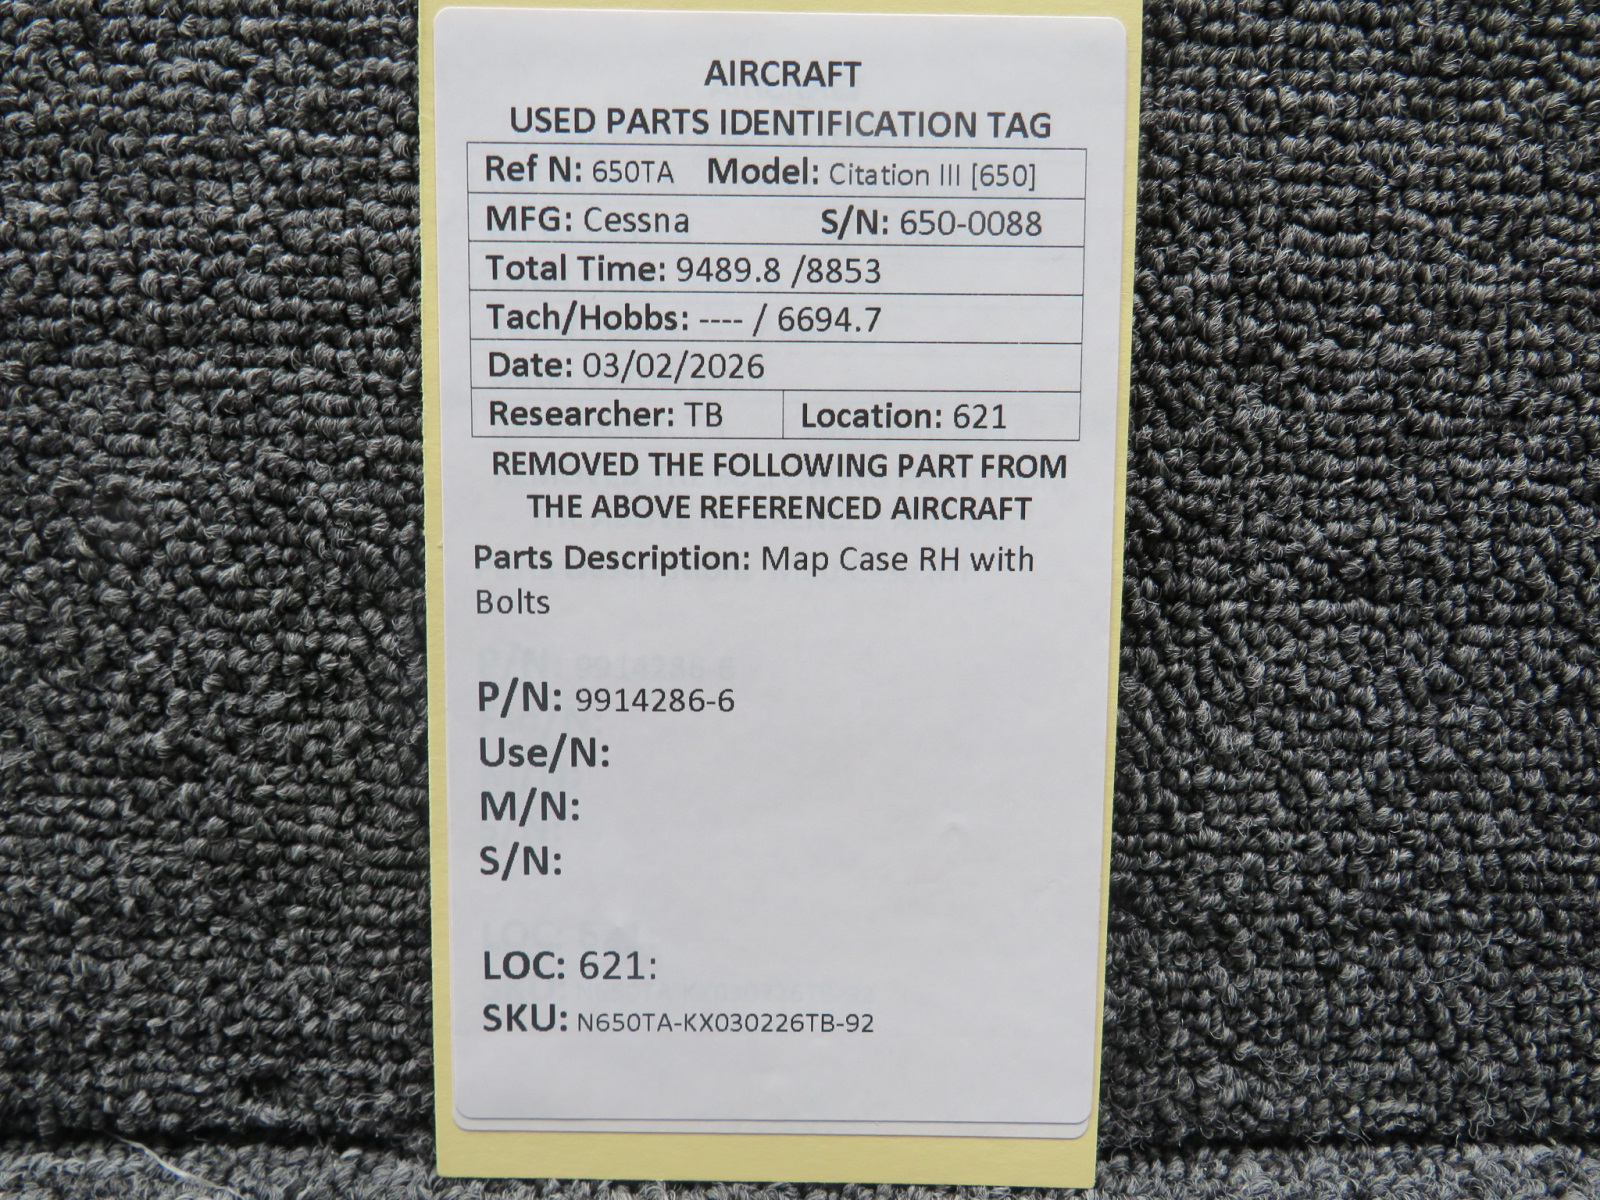 AIRCRAFT
USED PARTS IDENTIFICATION TAG
Ref N: 650TA Model: Citation III [650]
MFG: Cessna S/N: 650-0088
Total Time: 9489.8 /8853
Tach/Hobbs: ---- / 6694.7
Date: 03/02/2026
Researcher: TB Location: 621
REMOVED THE FOLLOWING PART FROM
THE ABOVE REFERENCED AIRCRAFT
Parts Description: Map Case RH with
Bolts
P/N: 9914286-6
Use/N:
M/N:
S/N:
LOC: 621:
SKU: N650TA-KX030226TB-92